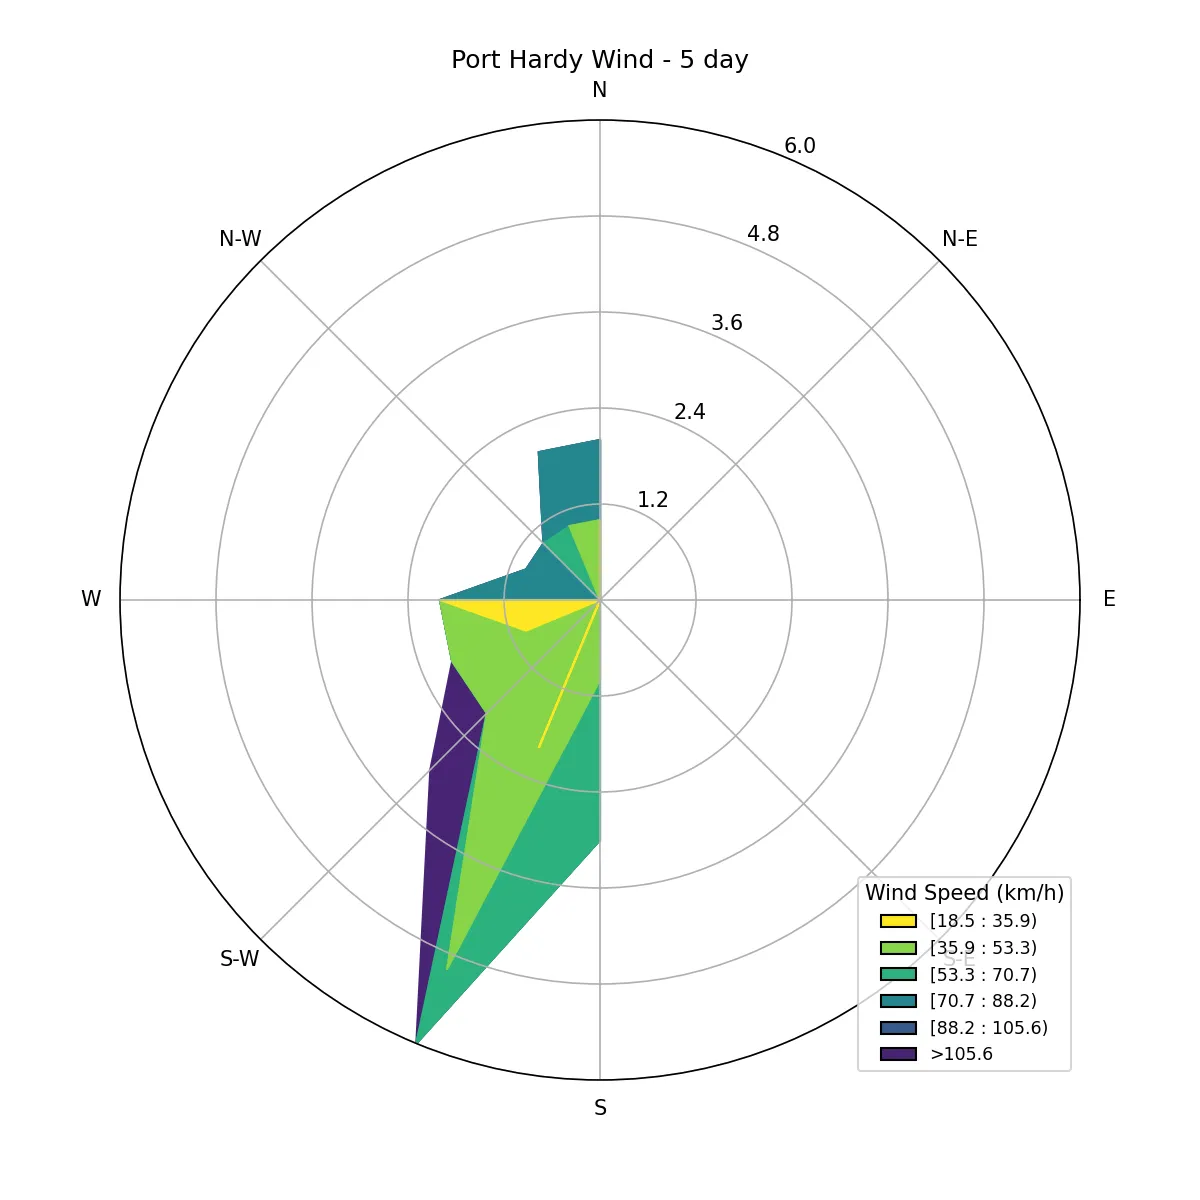 Port Hardy Wind - 5 day
N
6.0
N-W
N-E
4.8
3.6
2.4
1.2
W
E
Wind Speed (km/h)
[18.5 : 35.9)
[35.9 : 53.3)
S-W
S-E
[53.3 : 70.7)
[70.7 : 88.2)
[88.2 : 105.6)
>105.6
S